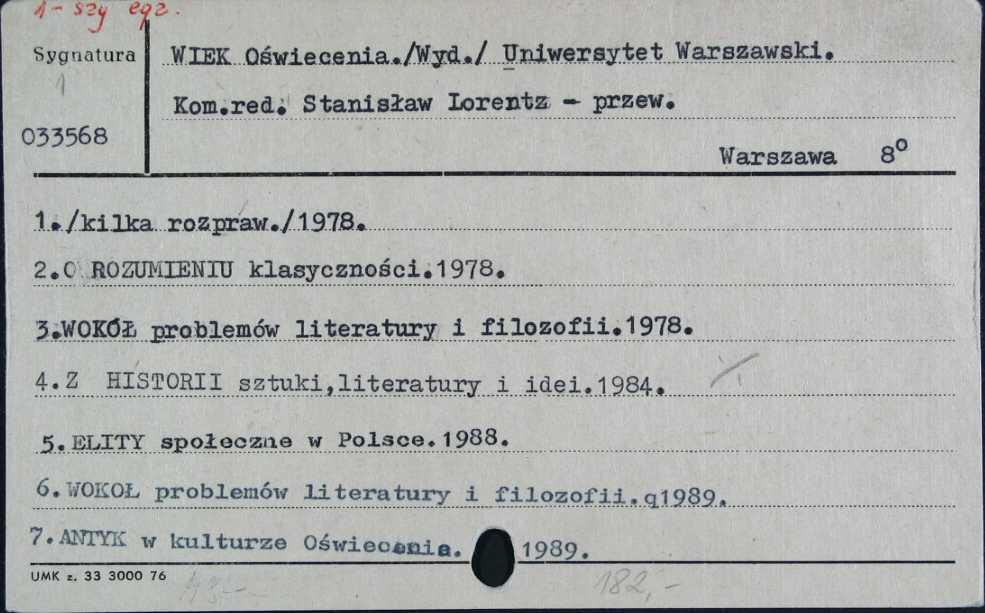 1-szy egz.
Sygnatura
1
033568
WIEK Oświecenia./Wyd./ Uniwersytet Warszawski.
Kom.red. Stanisław Lorentz - przew.
Warszawa 8º
1./kilka rozpraw./1978.
2.O ROZUMIENIU klasyczności.1978.
3.WOKÓŁ problemów literatury i filozofii.1978.
4.Z HISTORII sztuki,literatury i idei.1984.
5.ELITY społeczne w Polsce.1988.
6.WOKOŁ problemów literatury i filozofii.q1989.
7.ANTYK w kulturze Oświecenia. 1989.
UMK z. 33 3000 76
182,-